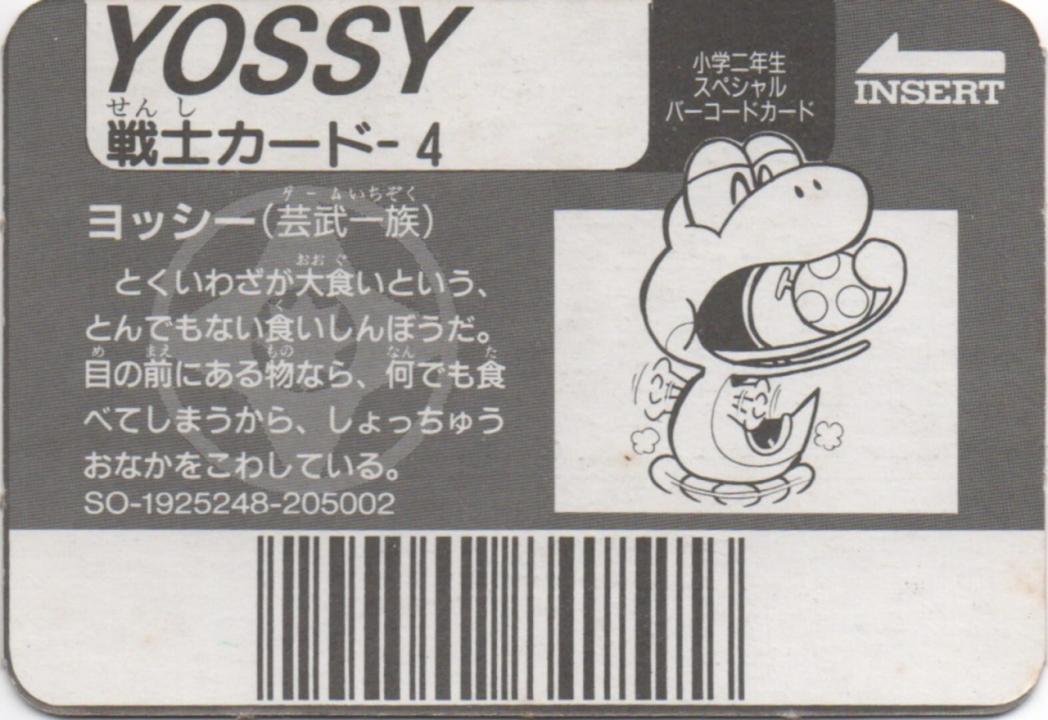 YOSSY
せんし
戦士カード-4
小学二年生
スペシャル
バーコードカード
INSERT
ゲームいちぞく
ヨッシー(芸武一族)
おおぐ
とくいわざが大食いという、
く
とんでもない食いしんぼうだ。
め まえ もの なん た
目の前にある物なら、何でも食
べてしまうから、しょっちゅう
おなかをこわしている。
SO-1925248-205002